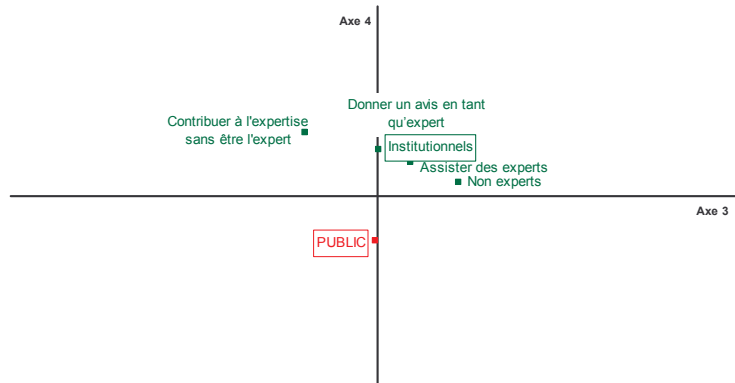 Axe 4
Donner un avis en tant
qu'expert
Contribuer à l'expertise
sans être l'expert
Institutionnels
Assister des experts
Non experts
Axe 3
PUBLIC